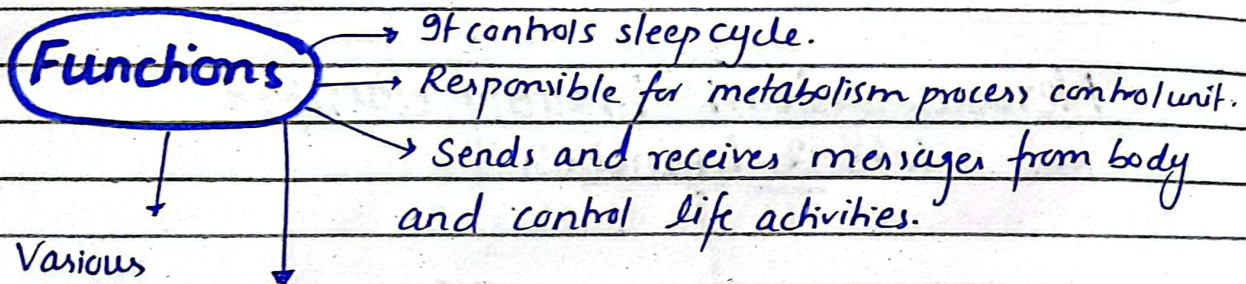 Functions
It controls sleep cycle.
Responsible for metabolism process control unit.
Sends and receives messages from body
and control life activities.
Various